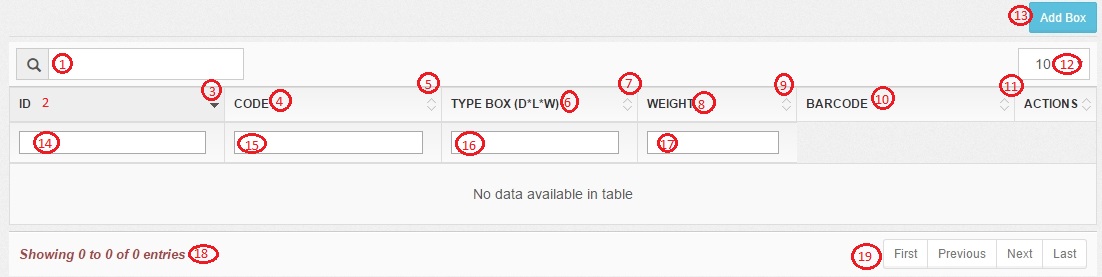 13 Add Box
1 10 12
ID 2 3 CODE 4 5 TYPE BOX (D*L*W) 6 7 WEIGHT 8 9 BARCODE 10 11 ACTIONS
14 15 16 17
No data available in table
Showing 0 to 0 of 0 entries 18 19 First Previous Next Last